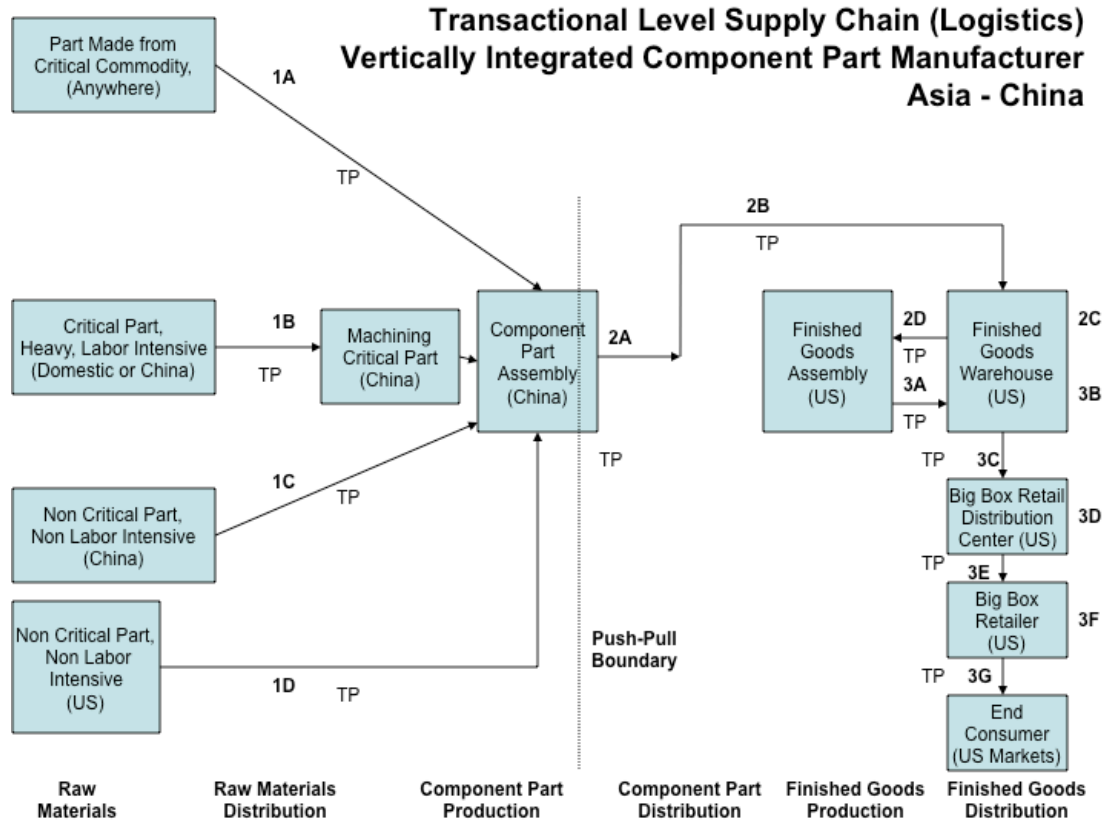 Transactional Level Supply Chain (Logistics)
Vertically Integrated Component Part Manufacturer
Asia - China
Part Made from
Critical Commodity,
(Anywhere)
1A
TP
2B
TP
Critical Part,
Heavy, Labor Intensive
(Domestic or China)
1B
TP
Machining
Critical Part
(China)
Component
Part
Assembly
(China)
2A
TP
Finished
Goods
Assembly
(US)
2D
TP
3A
TP
Finished
Goods
Warehouse
(US)
2C
3B
TP
3C
Non Critical Part,
Non Labor Intensive
(China)
1C
TP
Big Box Retail
Distribution
Center (US)
3D
TP
3E
Non Critical Part,
Non Labor
Intensive
(US)
1D
TP
Push-Pull
Boundary
Big Box
Retailer
(US)
3F
TP
3G
End
Consumer
(US Markets)
Raw
Materials
Raw Materials
Distribution
Component Part
Production
Component Part
Distribution
Finished Goods
Production
Finished Goods
Distribution